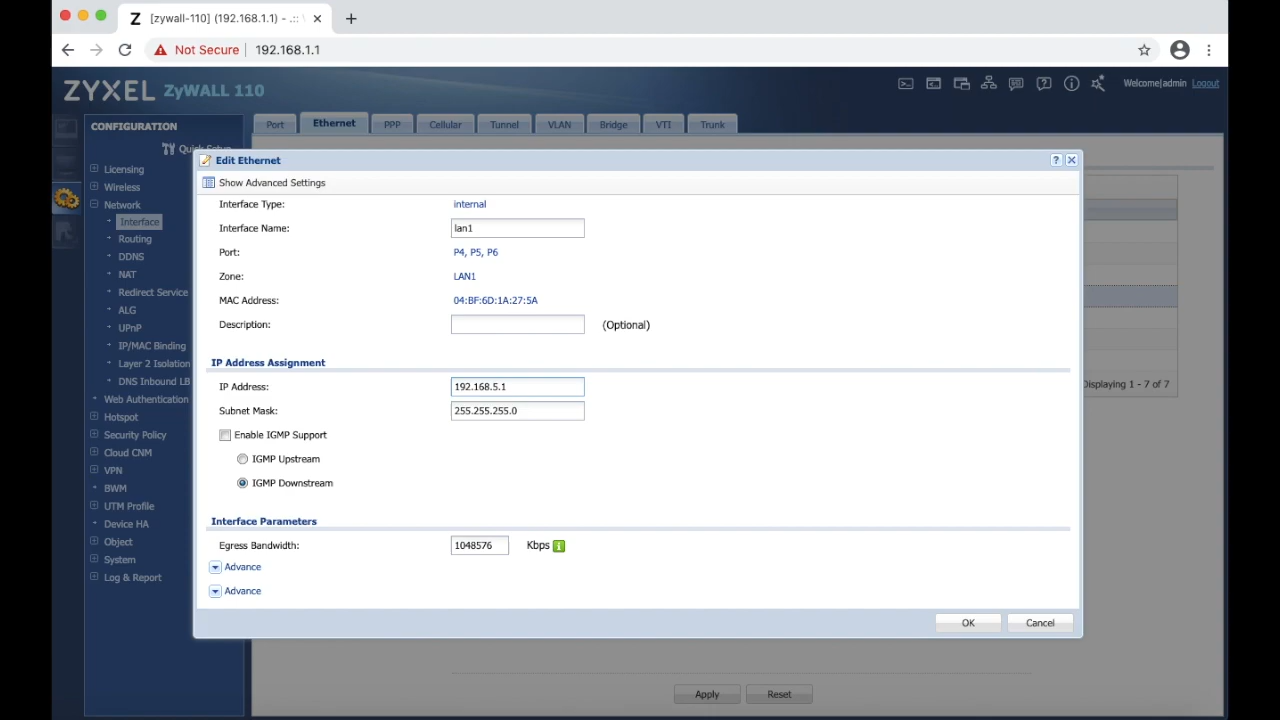 Z [zywall-110] (192.168.1.1) - .::
Not Secure 192.168.1.1
ZYXEL ZyWALL 110
Welcome|admin Logout
CONFIGURATION
Port Ethernet PPP Cellular Tunnel VLAN Bridge VTI Trunk
Quick Setup
Licensing
Wireless
Network
Interface
Routing
DDNS
NAT
Redirect Service
ALG
UPnP
IP/MAC Binding
Layer 2 Isolation
DNS Inbound LB
Web Authentication
Hotspot
Security Policy
Cloud CNM
VPN
BWM
UTM Profile
Device HA
Object
System
Log & Report
Edit Ethernet
Show Advanced Settings
Interface Type: internal
Interface Name: lan1
Port: P4, P5, P6
Zone: LAN1
MAC Address: 04:BF:6D:1A:27:5A
Description: (Optional)
IP Address Assignment
IP Address: 192.168.5.1
Subnet Mask: 255.255.255.0
Enable IGMP Support
IGMP Upstream
IGMP Downstream
Interface Parameters
Egress Bandwidth: 1048576 Kbps
Advance
Advance
OK Cancel
Displaying 1 - 7 of 7
Apply Reset